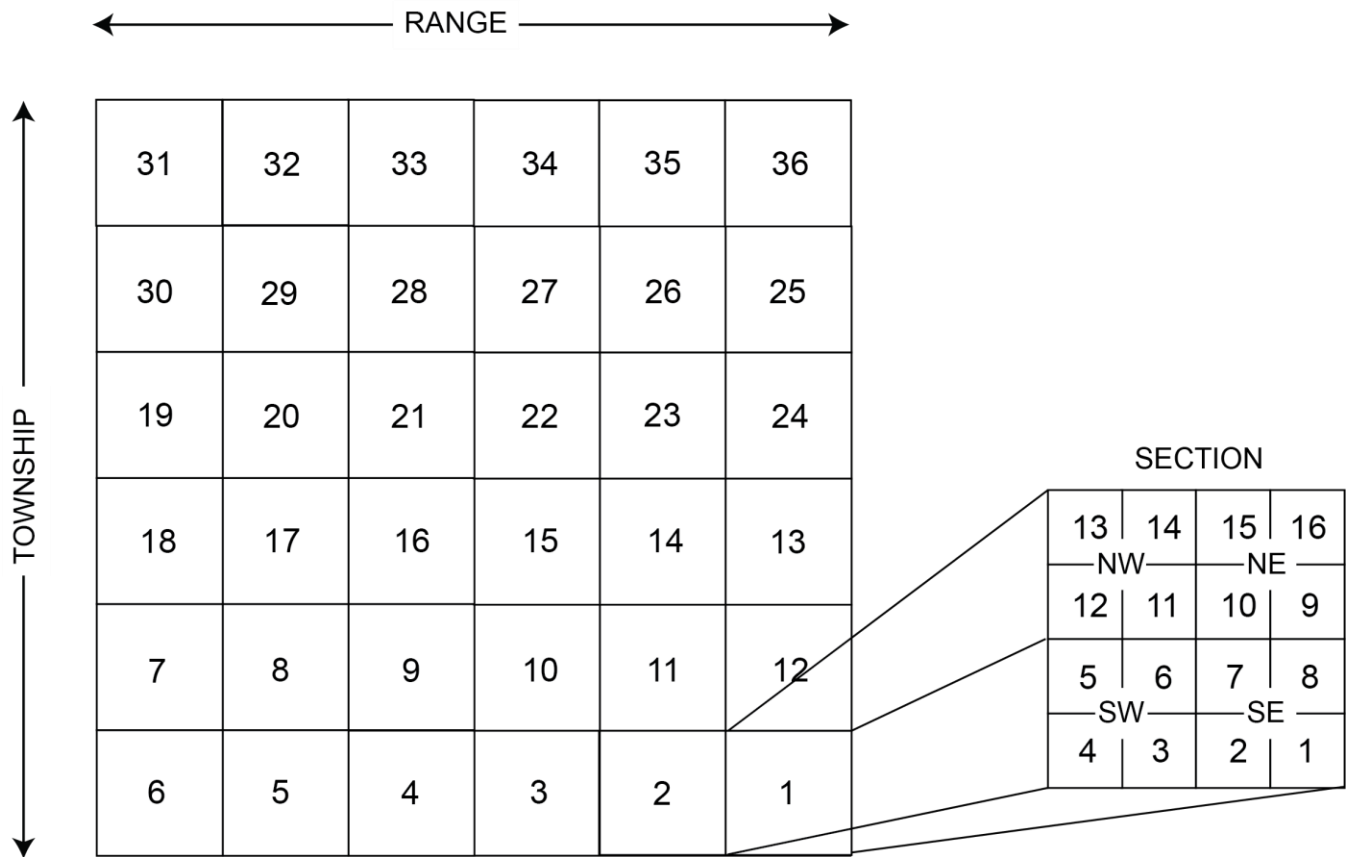 RANGE
TOWNSHIP
31 32 33 34 35 36
30 29 28 27 26 25
19 20 21 22 23 24
18 17 16 15 14 13
7 8 9 10 11 12
6 5 4 3 2 1
SECTION
13 14 15 16
NW NE
12 11 10 9
5 6 7 8
SW SE
4 3 2 1